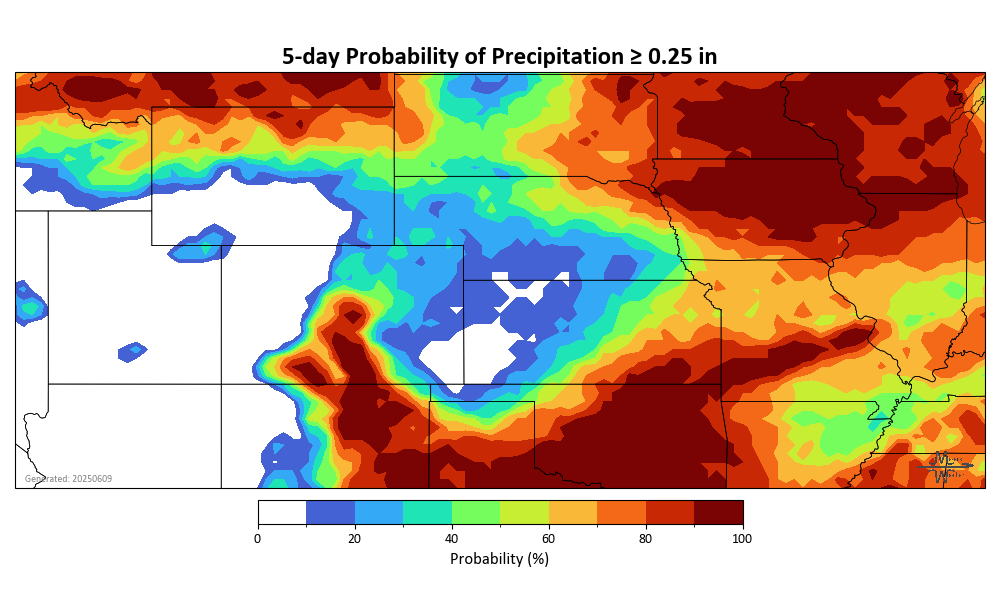 5-day Probability of Precipitation ≥ 0.25 in
Generated: 20250609
0 20 40 60 80 100
Probability (%)